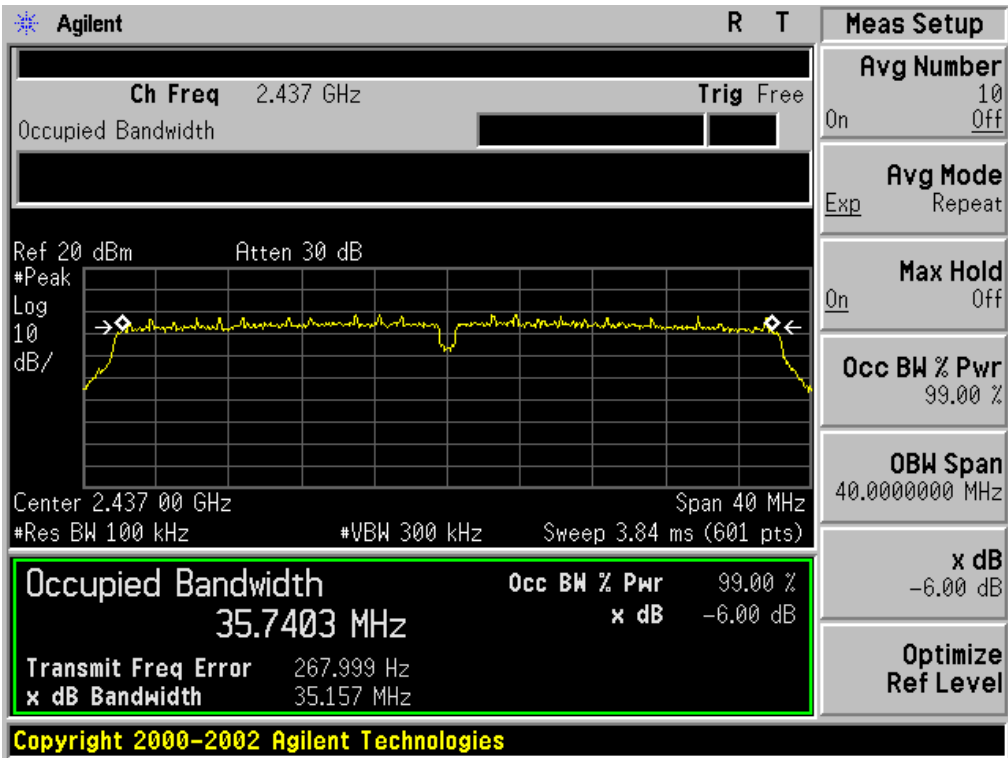 Agilent R T
Ch Freq 2.437 GHz Trig Free
Occupied Bandwidth
Ref 20 dBm Atten 30 dB
#Peak
Log
10
dB/
Center 2.437 00 GHz Span 40 MHz
#Res BW 100 kHz #VBW 300 kHz Sweep 3.84 ms (601 pts)
Occupied Bandwidth Occ BW % Pwr 99.00 %
35.7403 MHz x dB -6.00 dB
Transmit Freq Error 267.999 Hz
x dB Bandwidth 35.157 MHz
Copyright 2000-2002 Agilent Technologies
Meas Setup
Avg Number
10
On Off
Avg Mode
Exp Repeat
Max Hold
On Off
Occ BW % Pwr
99.00 %
OBW Span
40.0000000 MHz
x dB
-6.00 dB
Optimize
Ref Level